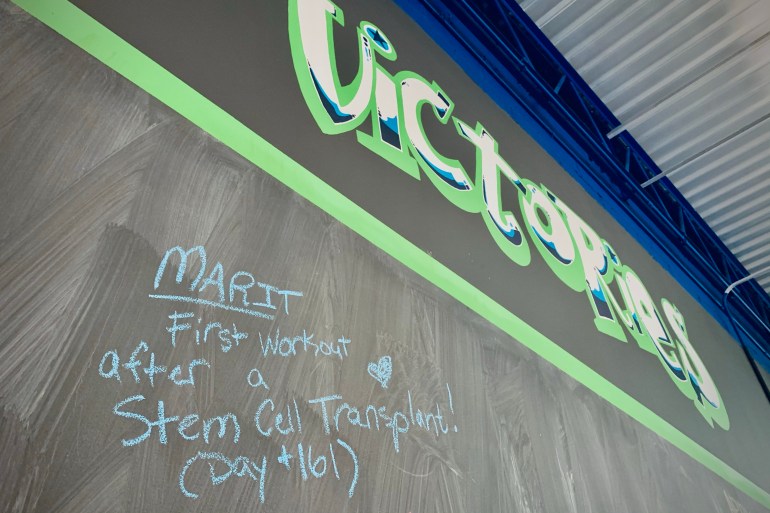 Victories
MARIT
First Workout
after a
Stem Cell Transplant!
(Day +161)